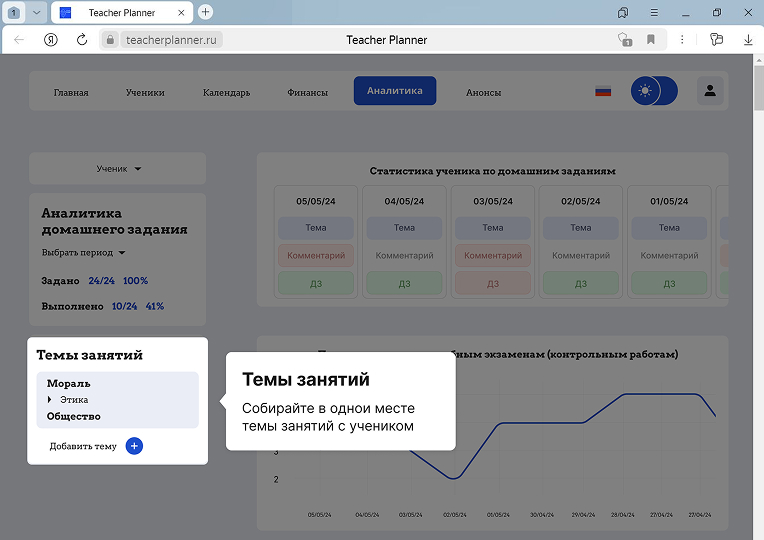 1
Teacher Planner
teacherplanner.ru
Teacher Planner
1
Главная
Ученики
Календарь
Финансы
Аналитика
Анонсы
Ученик
Аналитика
домашнего задания
Выбрать период
Задано 24/24 100%
Выполнено 10/24 41%
Статистика ученика по домашним заданиям
05/05/24
04/05/24
03/05/24
02/05/24
01/05/24
Тема
Тема
Тема
Тема
Тема
Комментарий
Комментарий
Комментарий
Комментарий
Комментарий
ДЗ
ДЗ
ДЗ
ДЗ
ДЗ
Темы занятий
Мораль
Этика
Общество
Добавить тему
экзаменам (контрольным работам)
Темы занятий
Собирайте в однои месте
темы занятий с учеником
3
2
05/05/24
04/05/24
03/05/24
02/05/24
01/05/24
30/04/24
29/04/24
28/04/24
27/04/24
27/04/24